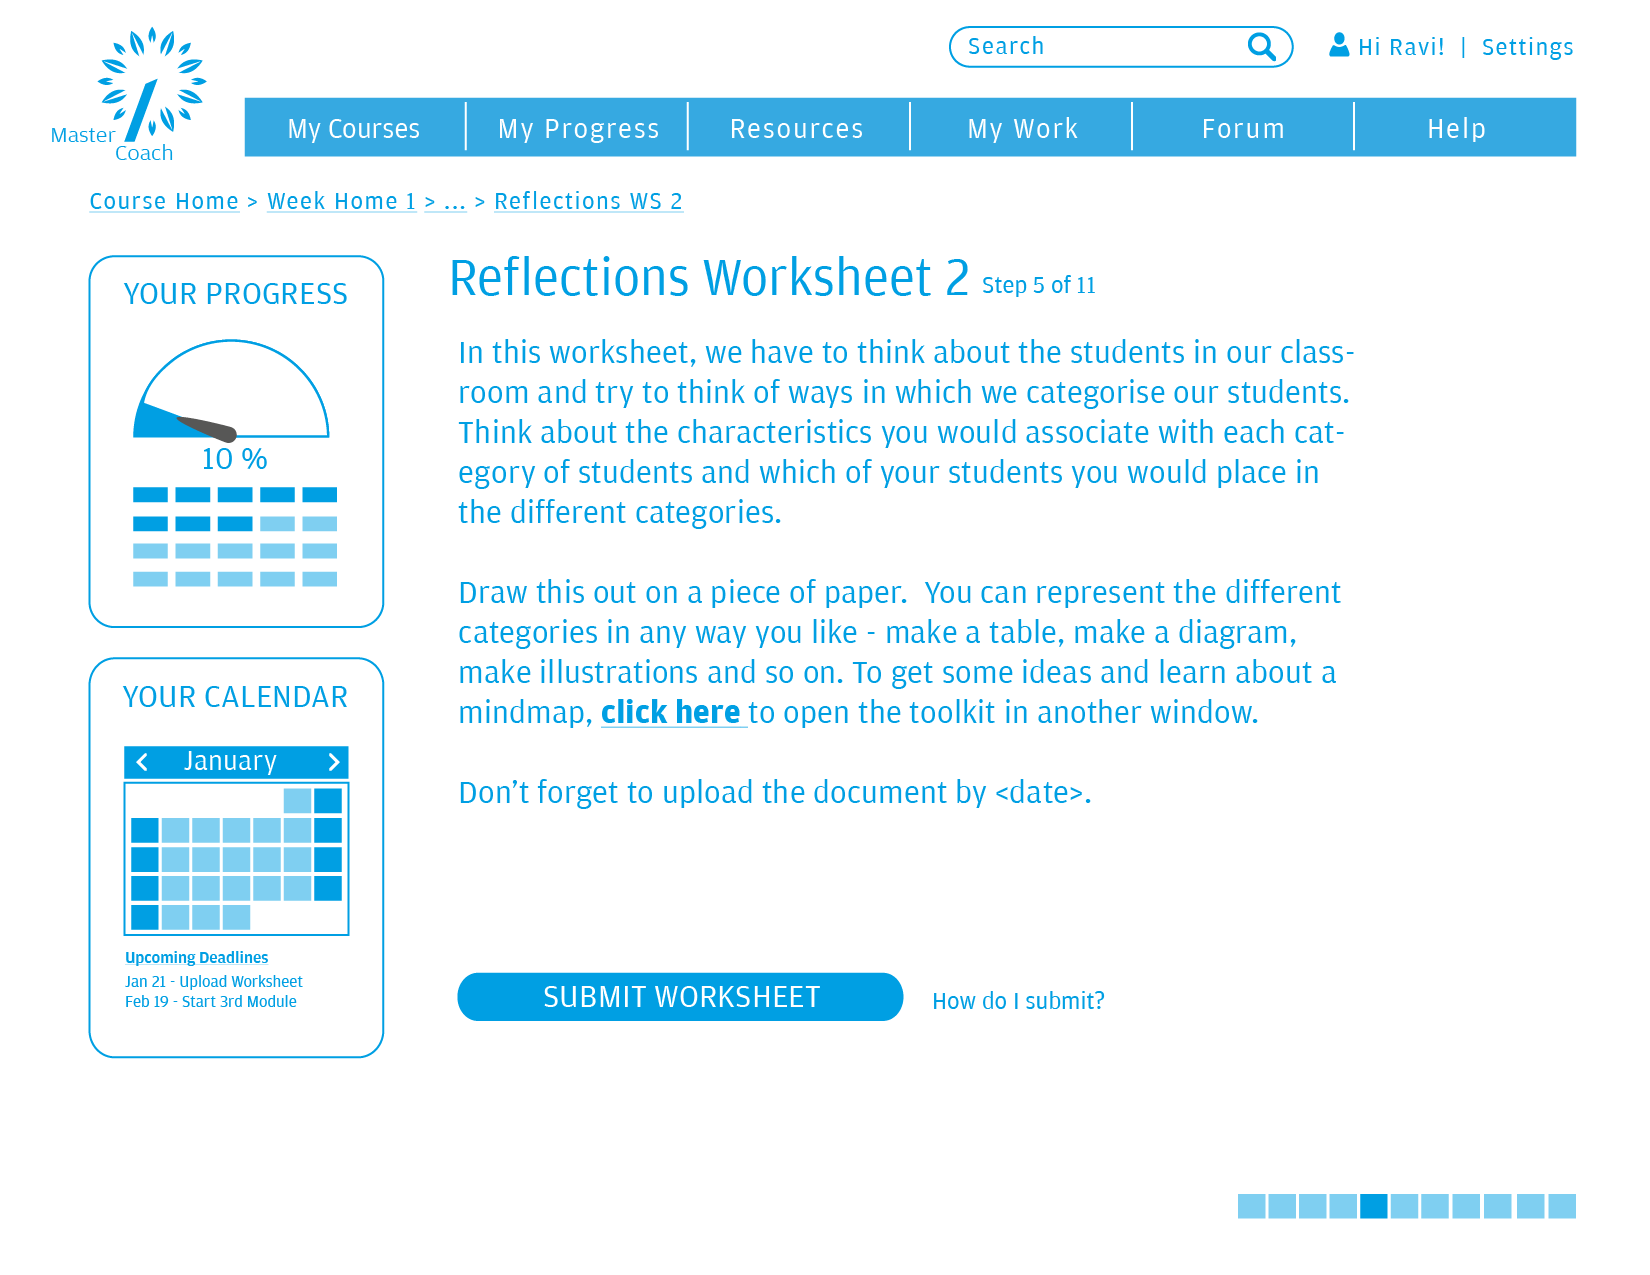 Search
Hi Ravi! | Settings
Master
Coach
My Courses
My Progress
Resources
My Work
Forum
Help
Course Home > Week Home 1 > ... > Reflections WS 2
YOUR PROGRESS
10 %
YOUR CALENDAR
< January >
Upcoming Deadlines
Jan 21 - Upload Worksheet
Feb 19 - Start 3rd Module
Reflections Worksheet 2 Step 5 of 11
In this worksheet, we have to think about the students in our class-
room and try to think of ways in which we categorise our students.
Think about the characteristics you would associate with each cat-
egory of students and which of your students you would place in
the different categories.
Draw this out on a piece of paper.  You can represent the different
categories in any way you like - make a table, make a diagram,
make illustrations and so on. To get some ideas and learn about a
mindmap, click here to open the toolkit in another window.
Don’t forget to upload the document by <date>.
SUBMIT WORKSHEET
How do I submit?